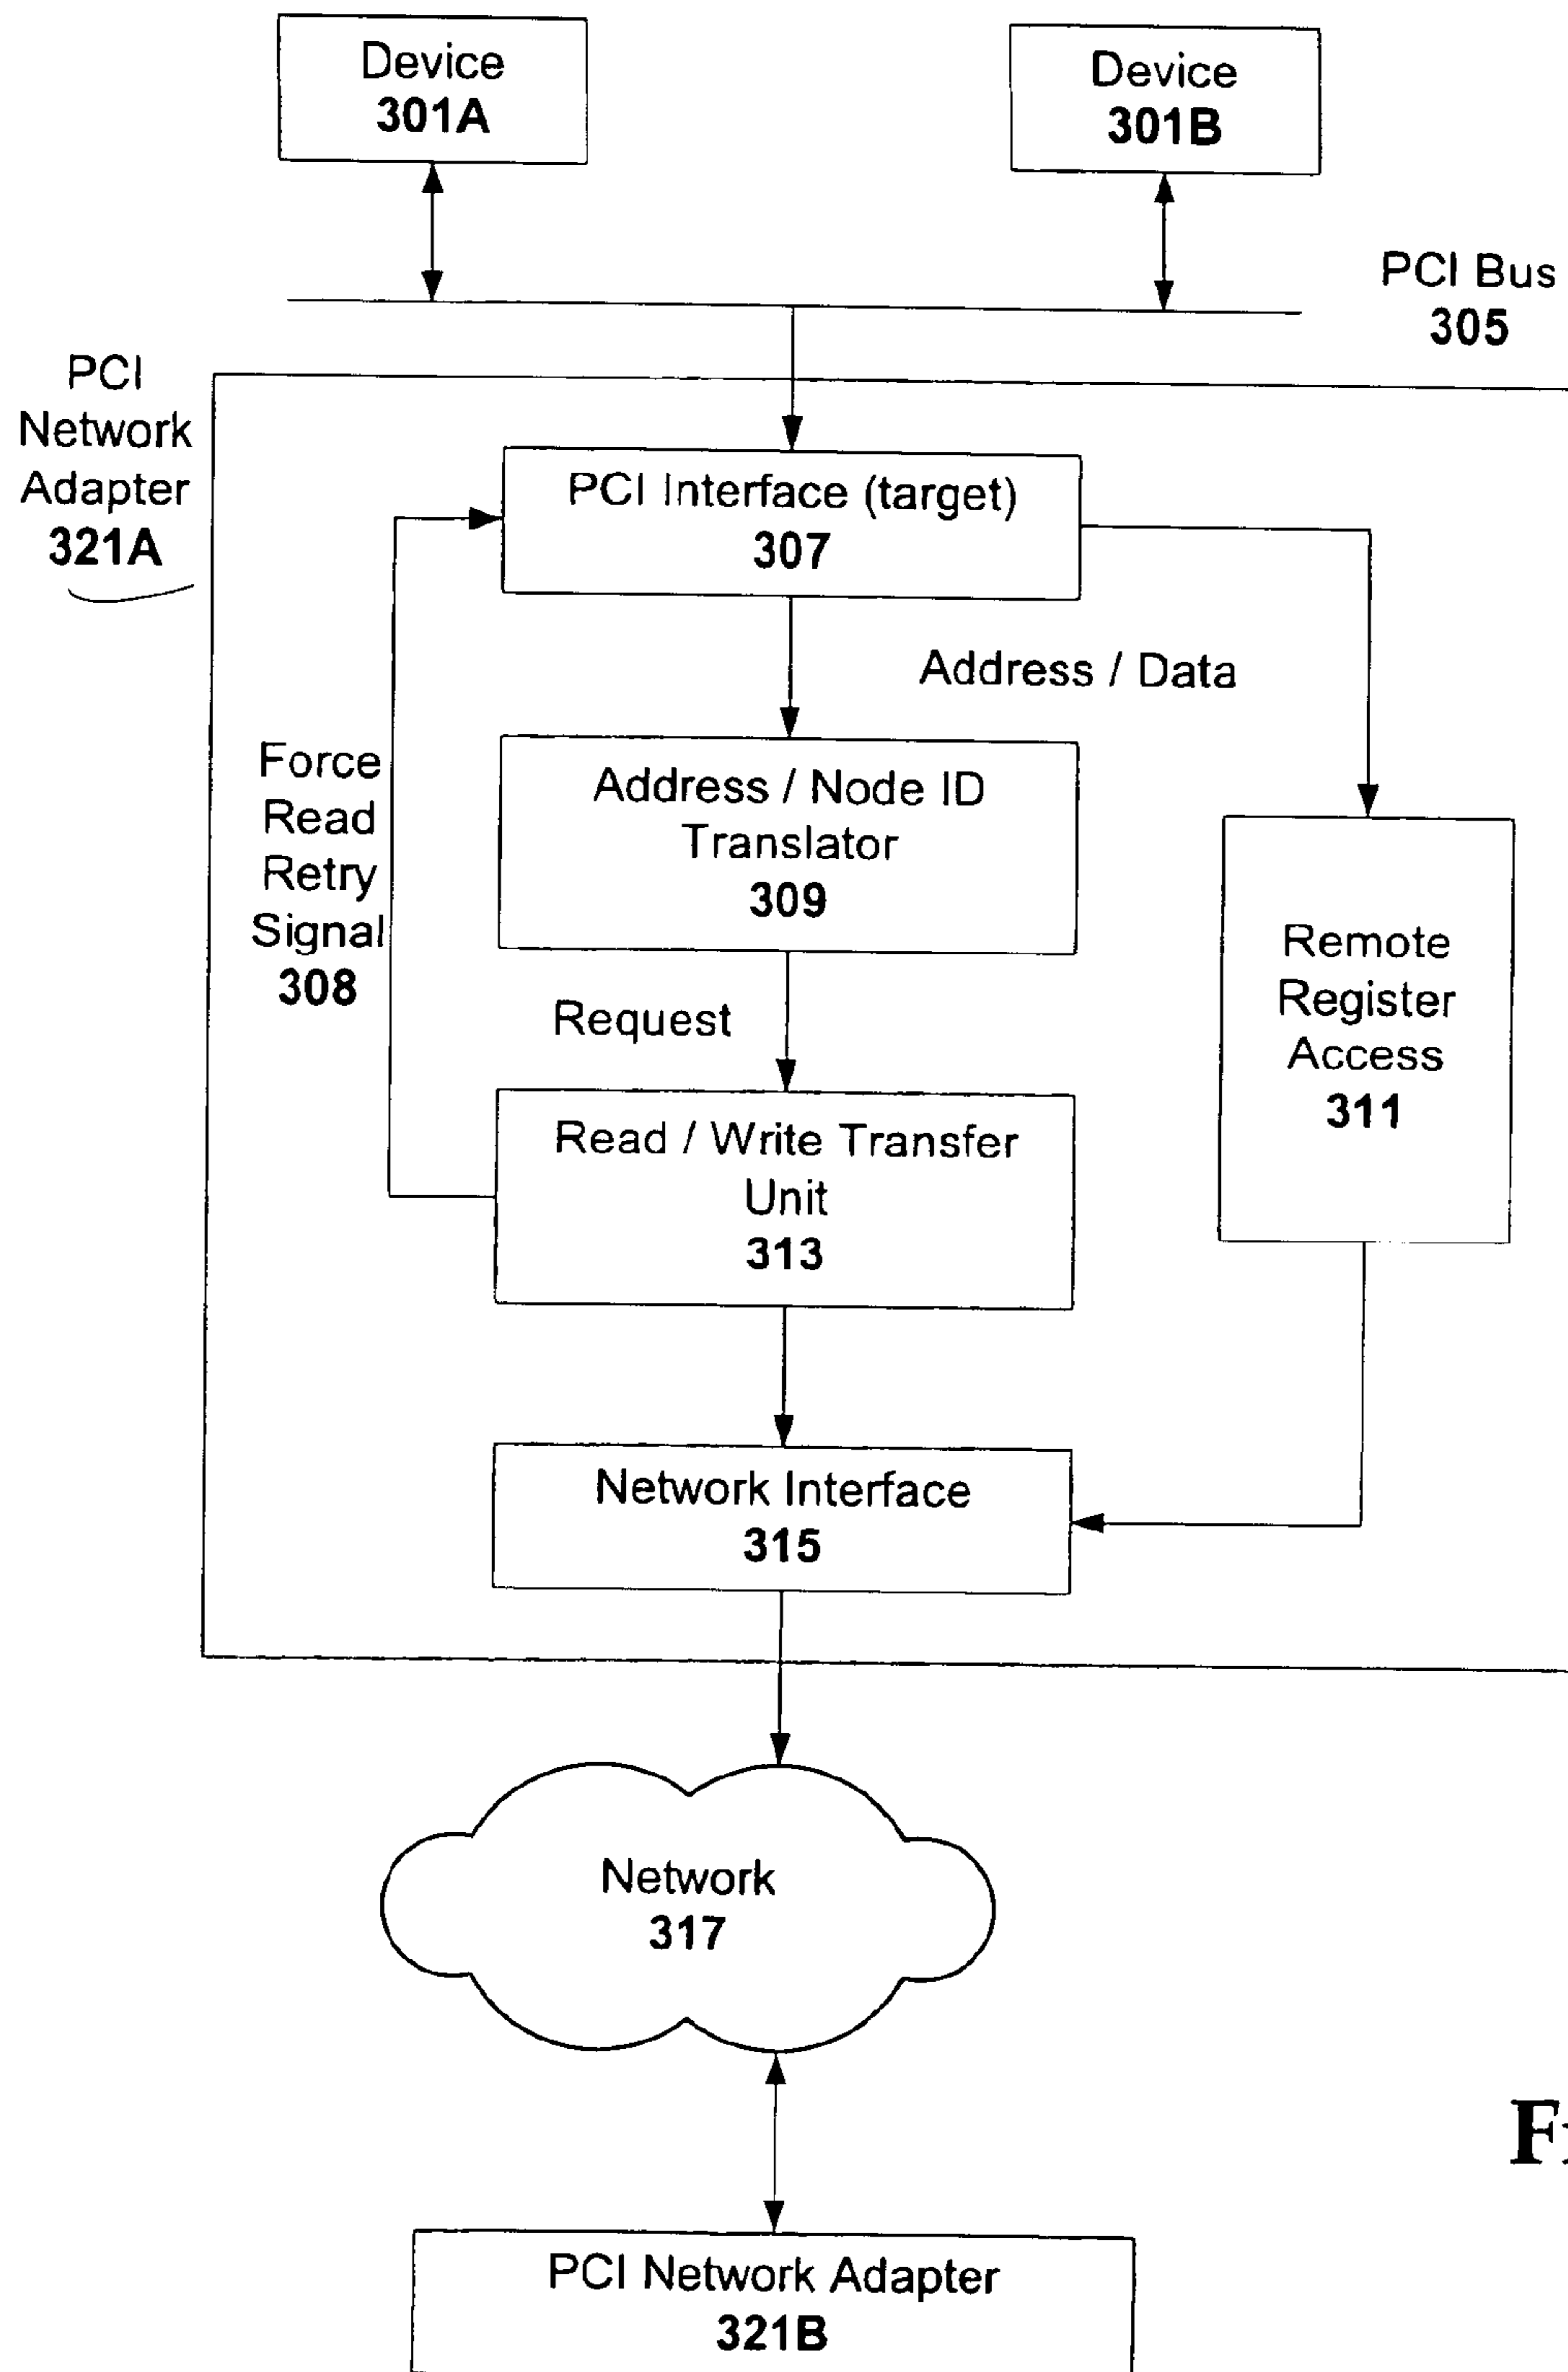 Device
301A
Device
301B
PCI Bus
305
PCI
Network
Adapter
321A
PCI Interface (target)
307
Address / Data
Force
Read
Retry
Signal
308
Address / Node ID
Translator
309
Remote
Register
Access
311
Request
Read / Write Transfer
Unit
313
Network Interface
315
Network
317
PCI Network Adapter
321B